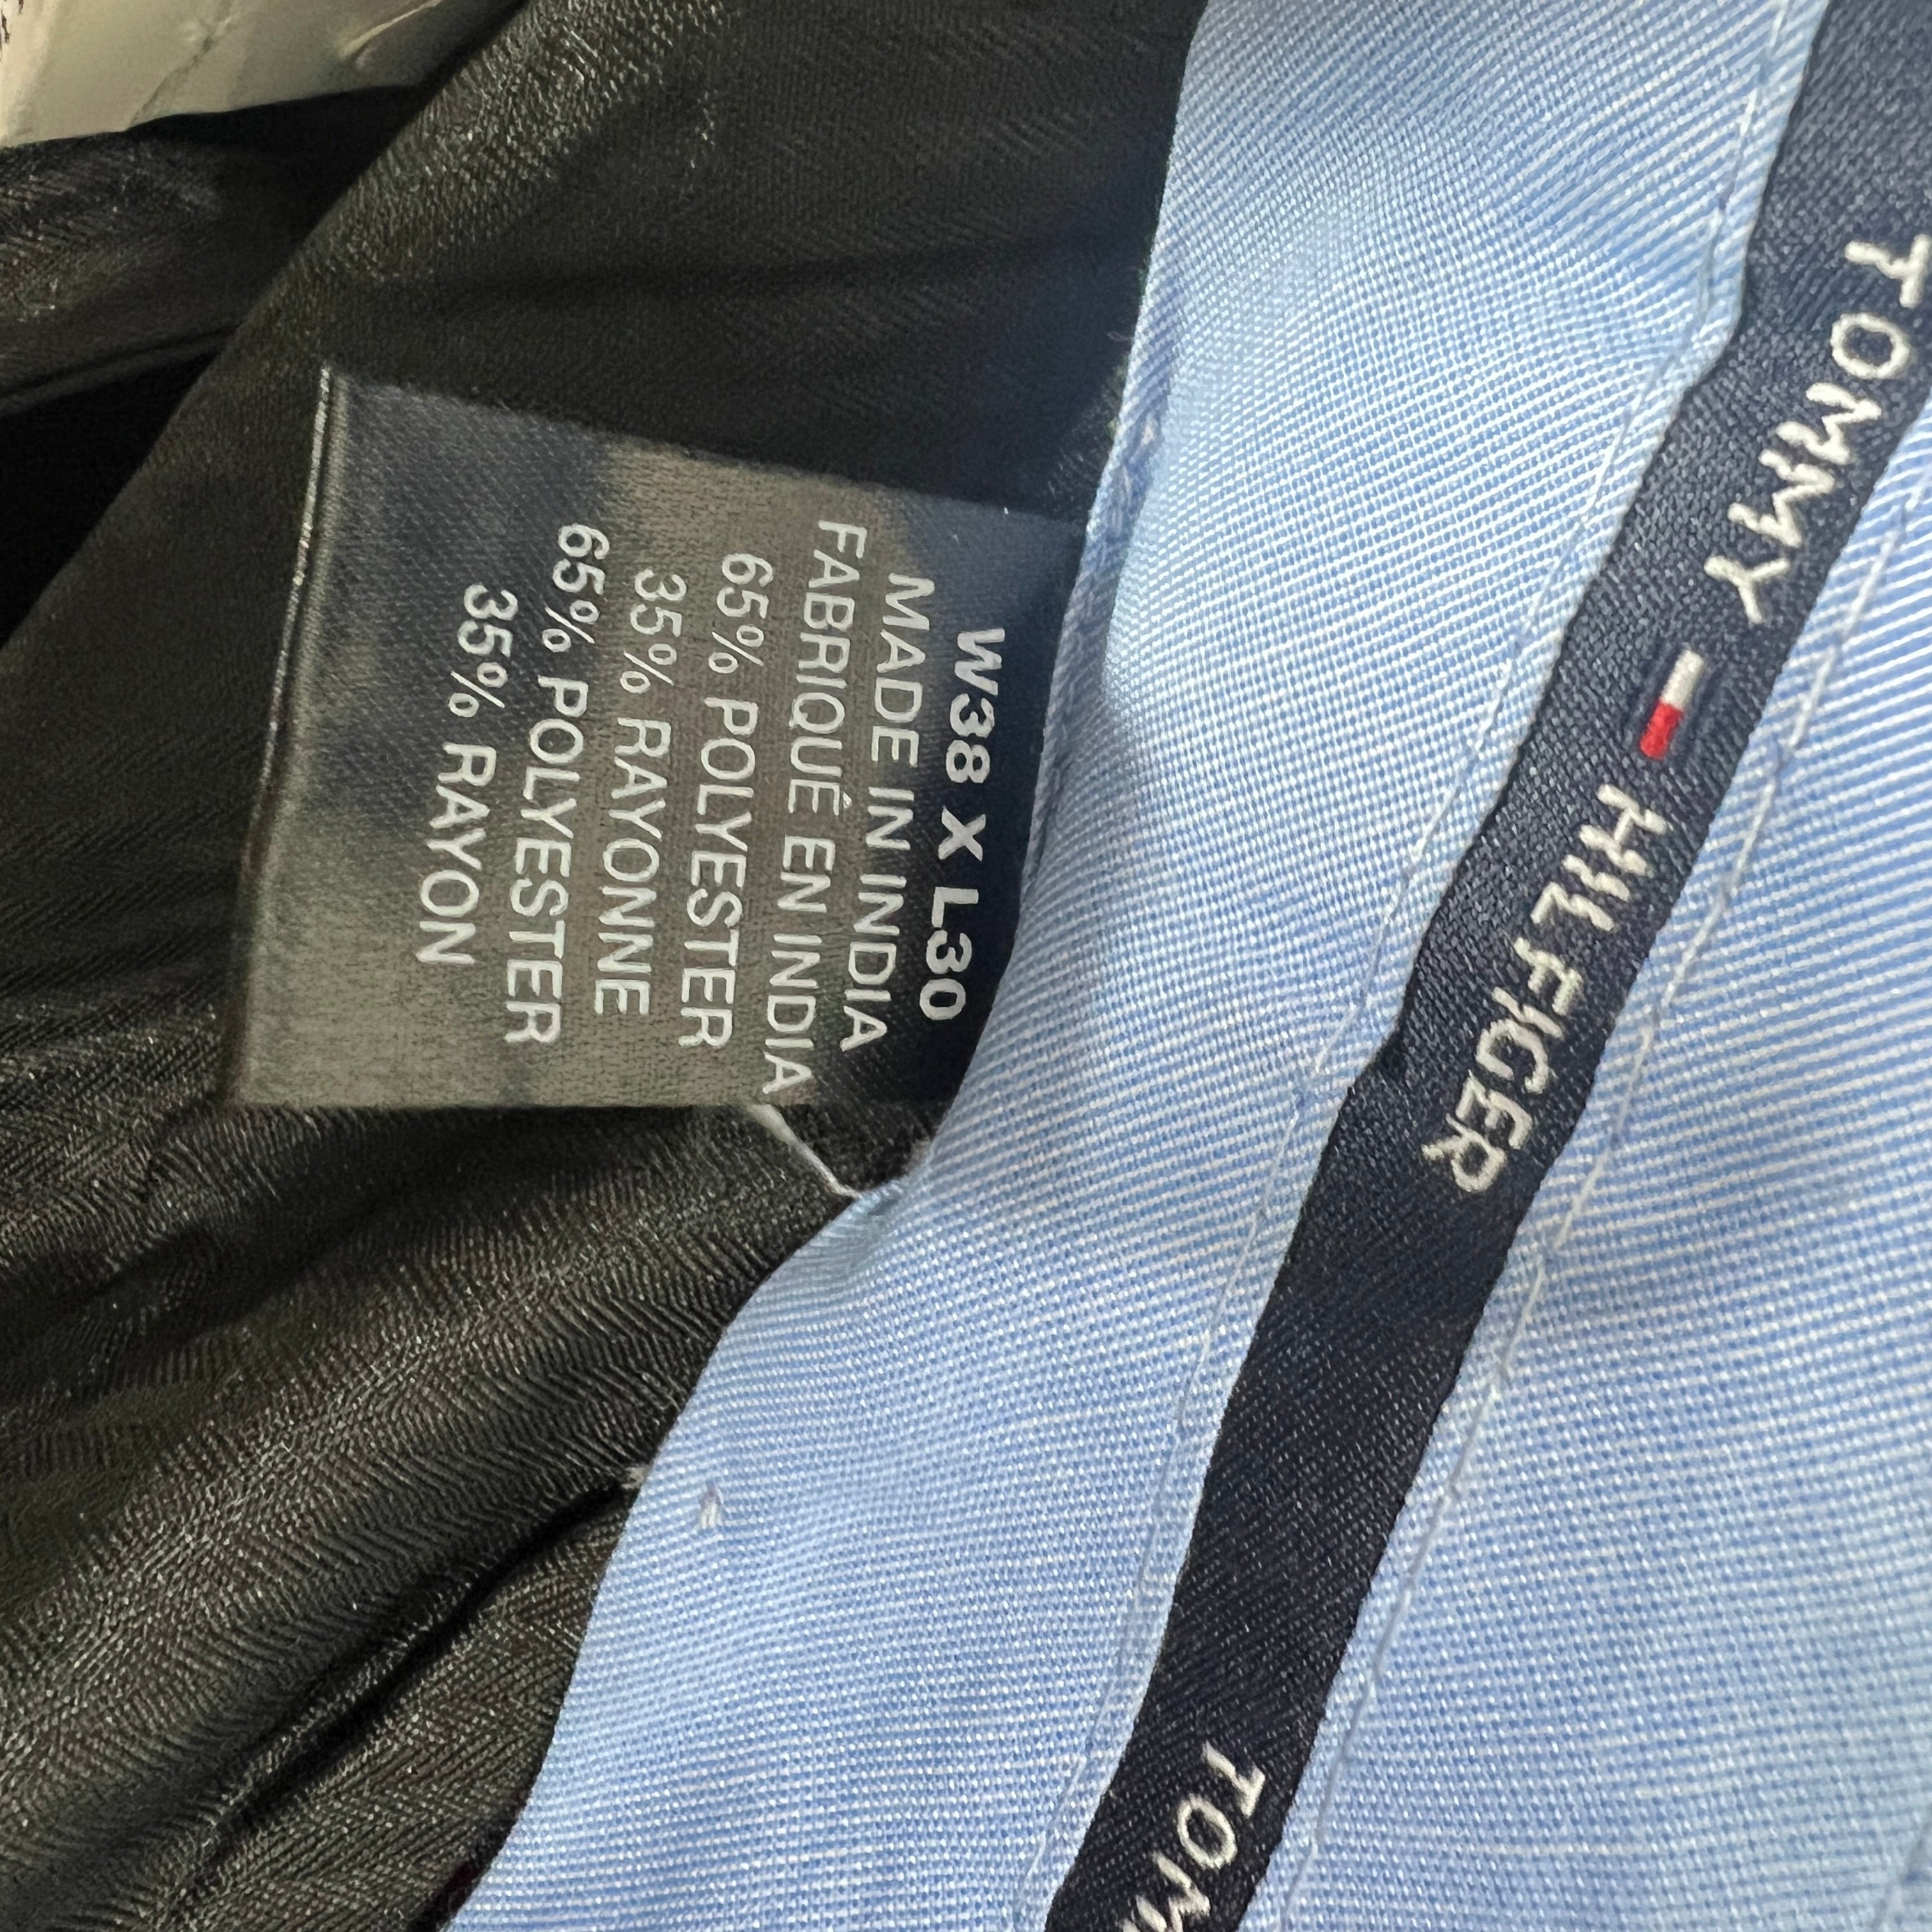 W38 X L30
MADE IN INDIA
FABRIQUÉ EN INDIA
65% POLYESTER
35% RAYONNE
65% POLYESTER
35% RAYON
TOMMY HILFIGER
TOM